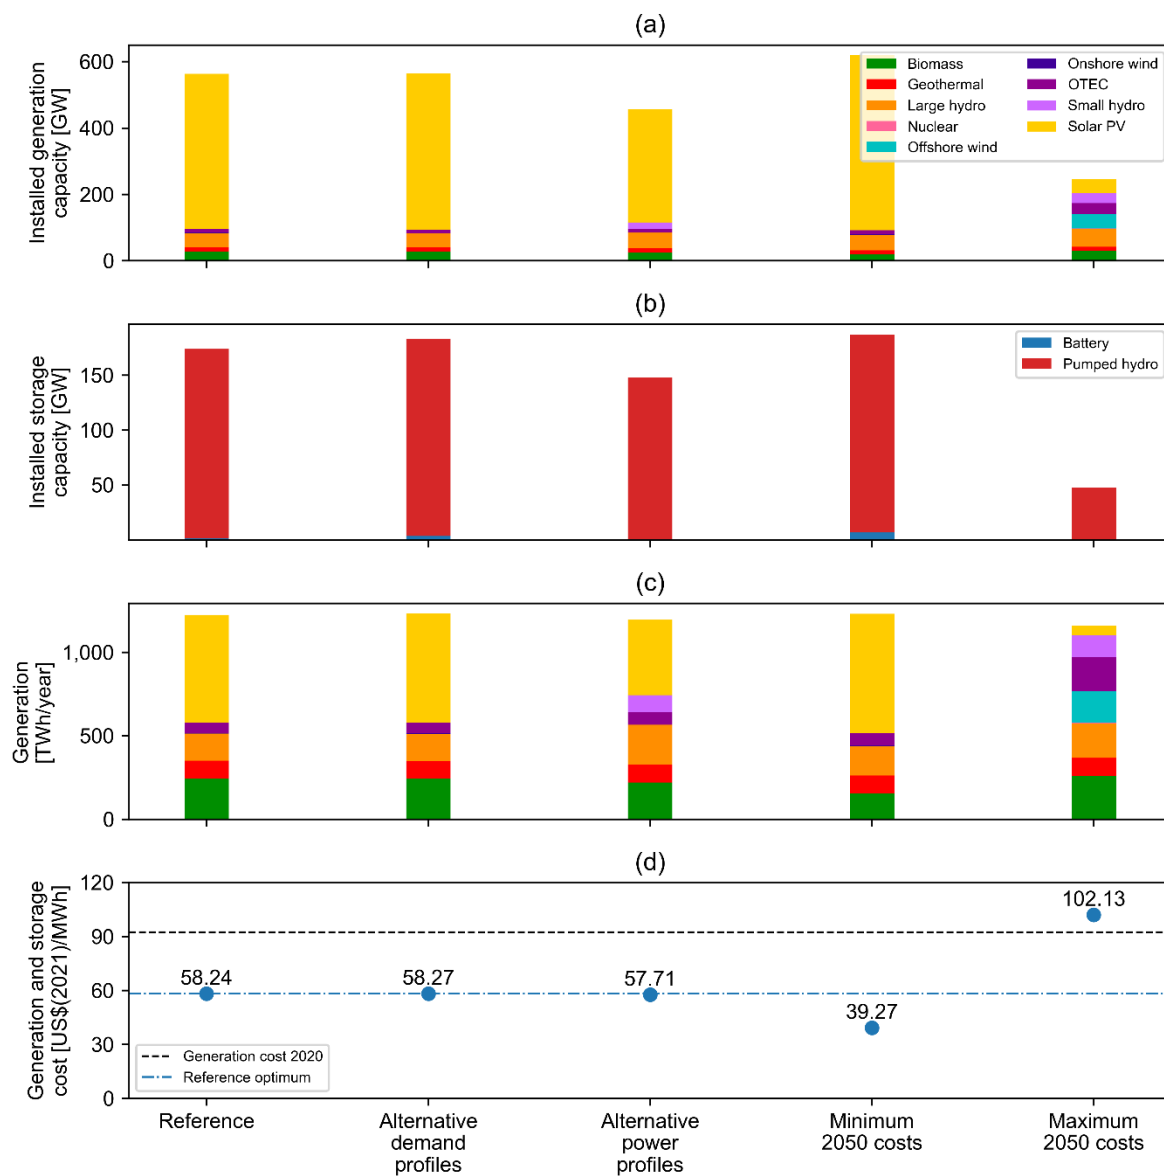 (a)
Installed generation
capacity [GW]
600
400
200
0
Biomass
Geothermal
Large hydro
Nuclear
Offshore wind
Onshore wind
OTEC
Small hydro
Solar PV
(b)
Installed storage
capacity [GW]
150
100
50
Battery
Pumped hydro
(c)
Generation
[TWh/year]
1,000
500
0
(d)
Generation and storage
cost [US$(2021)/MWh]
120
90
60
30
0
58.24
58.27
57.71
39.27
102.13
Generation cost 2020
Reference optimum
Reference
Alternative
demand
profiles
Alternative
power
profiles
Minimum
2050 costs
Maximum
2050 costs